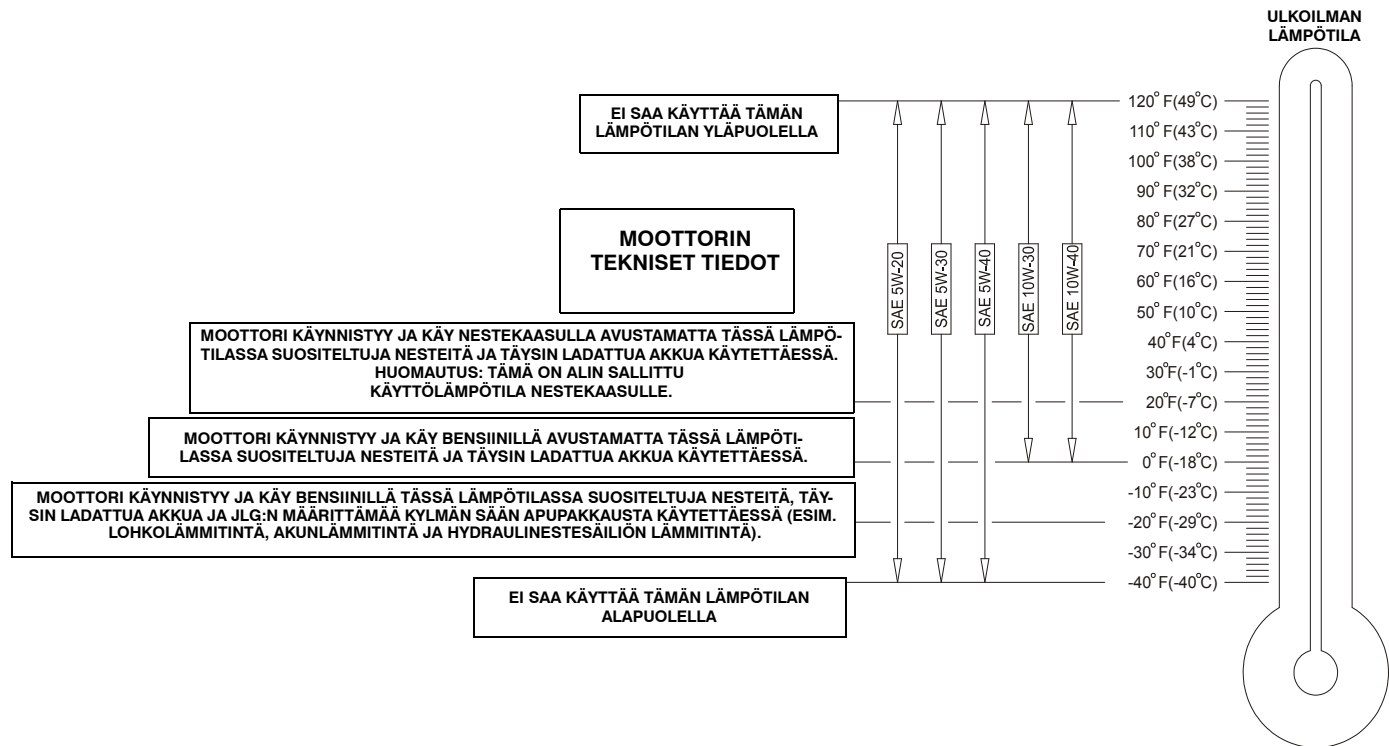 ULKOILMAN
LÄMPÖTILA
EI SAA KÄYTTÄÄ TÄMÄN
LÄMPÖTILAN YLÄPUOLELLA
MOOTTORIN
TEKNISET TIEDOT
MOOTTORI KÄYNNISTYY JA KÄY NESTEKAASULLA AVUSTAMATTA TÄSSÄ LÄMPÖ-
TILASSA SUOSITELTUJA NESTEITÄ JA TÄYSIN LADATTUA AKKUA KÄYTETTÄESSÄ.
HUOMAUTUS: TÄMÄ ON ALIN SALLITTU
KÄYTTÖLÄMPÖTILA NESTEKAASULLE.
MOOTTORI KÄYNNISTYY JA KÄY BENSIINILLÄ AVUSTAMATTA TÄSSÄ LÄMPÖTI-
LASSA SUOSITELTUJA NESTEITÄ JA TÄYSIN LADATTUA AKKUA KÄYTETTÄESSÄ.
MOOTTORI KÄYNNISTYY JA KÄY BENSIINILLÄ TÄSSÄ LÄMPÖTILASSA SUOSITELTUJA NESTEITÄ, TÄY-
SIN LADATTUA AKKUA JA JLG:N MÄÄRITTÄMÄÄ KYLMÄN SÄÄN APUPAKKAUSTA KÄYTETTÄESSÄ (ESIM.
LOHKOLÄMMITINTÄ, AKUNLÄMMITINTÄ JA HYDRAULINESTESÄILIÖN LÄMMITINTÄ).
EI SAA KÄYTTÄÄ TÄMÄN LÄMPÖTILAN
ALAPUOLELLA
SAE 5W-20
SAE 5W-30
SAE 5W-40
SAE 10W-30
SAE 10W-40
120° F(49°C)
110° F(43°C)
100° F(38°C)
90° F(32°C)
80° F(27°C)
70° F(21°C)
60° F(16°C)
50° F(10°C)
40° F(4°C)
30°F(-1°C)
20°F(-7°C)
10° F(-12°C)
0° F(-18°C)
-10° F(-23°C)
-20° F(-29°C)
-30° F(-34°C)
-40° F(-40°C)